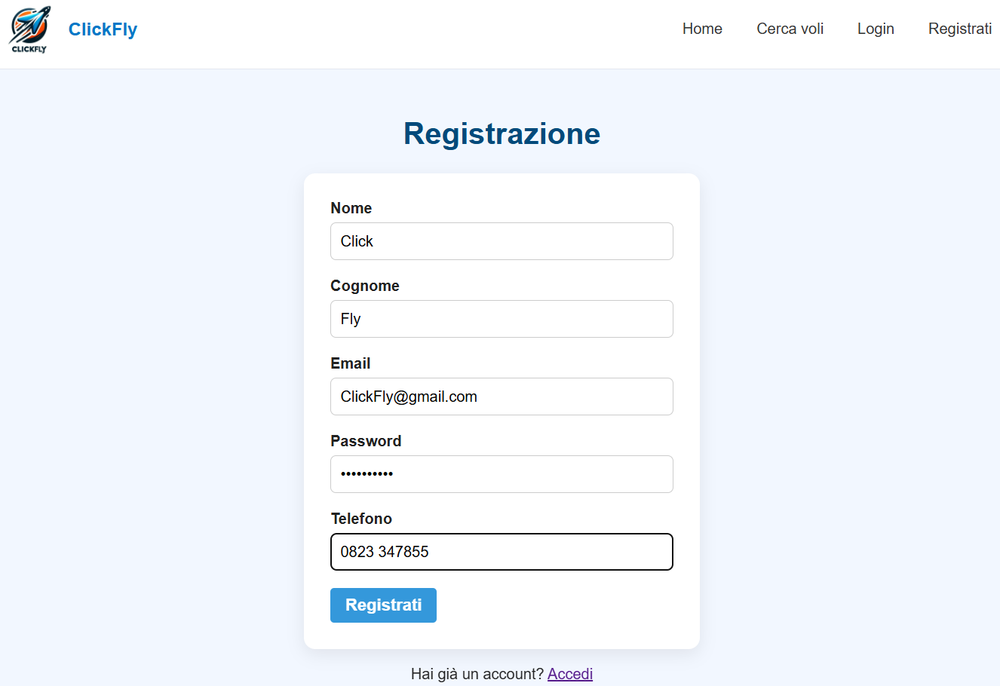 CLICKFLY
ClickFly
Home Cerca voli Login Registrati
Registrazione
Nome
Click
Cognome
Fly
Email
ClickFly@gmail.com
Password
••••••••••
Telefono
0823 347855
Registrati
Hai già un account? Accedi